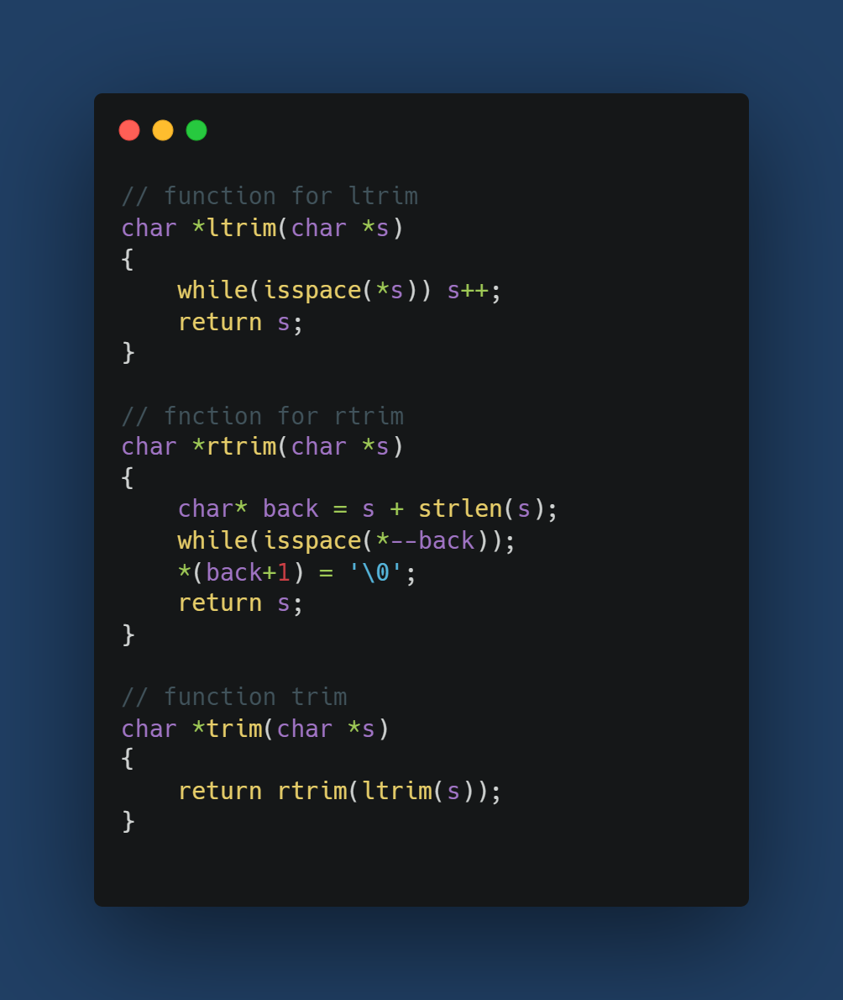 // function for ltrim
char *ltrim(char *s)
{
    while(isspace(*s)) s++;
    return s;
}

// fnction for rtrim
char *rtrim(char *s)
{
    char* back = s + strlen(s);
    while(isspace(*--back));
    *(back+1) = '\0';
    return s;
}

// function trim
char *trim(char *s)
{
    return rtrim(ltrim(s));
}